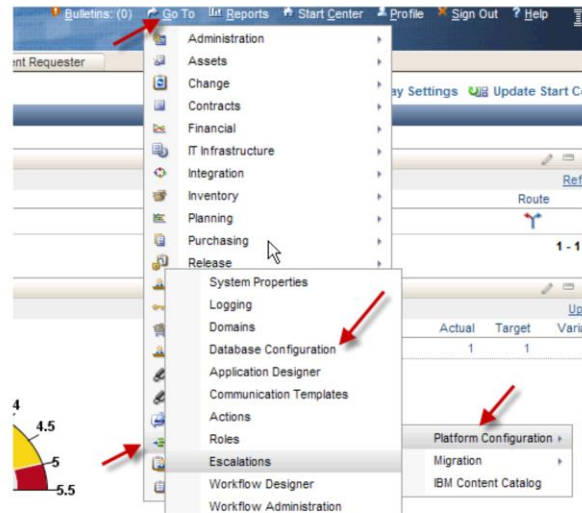 Bulletins: (0) Go To Reports Start Center Profile Sign Out Help
nt Requester
Administration
Assets
Change
ay Settings Update Start C
Contracts
Financial
IT Infrastructure
Integration
Ref
Inventory
Route
Planning
Purchasing
1 - 1
Release
System Properties
Logging
Up
Domains
Actual Target Varia
Database Configuration
1 1
Application Designer
Communication Templates
4
Actions
4.5
Roles
Platform Configuration
5
Escalations
Migration
5.5
Workflow Designer
IBM Content Catalog
Workflow Administration